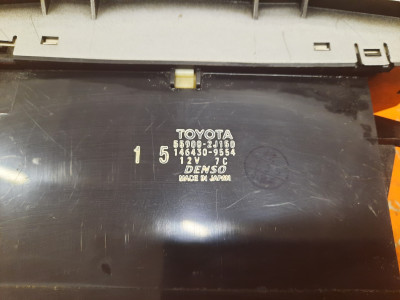 TOYOTA
55900-2J150
1 5 146430-9554
12V 7C
DENSO
MADE IN JAPAN